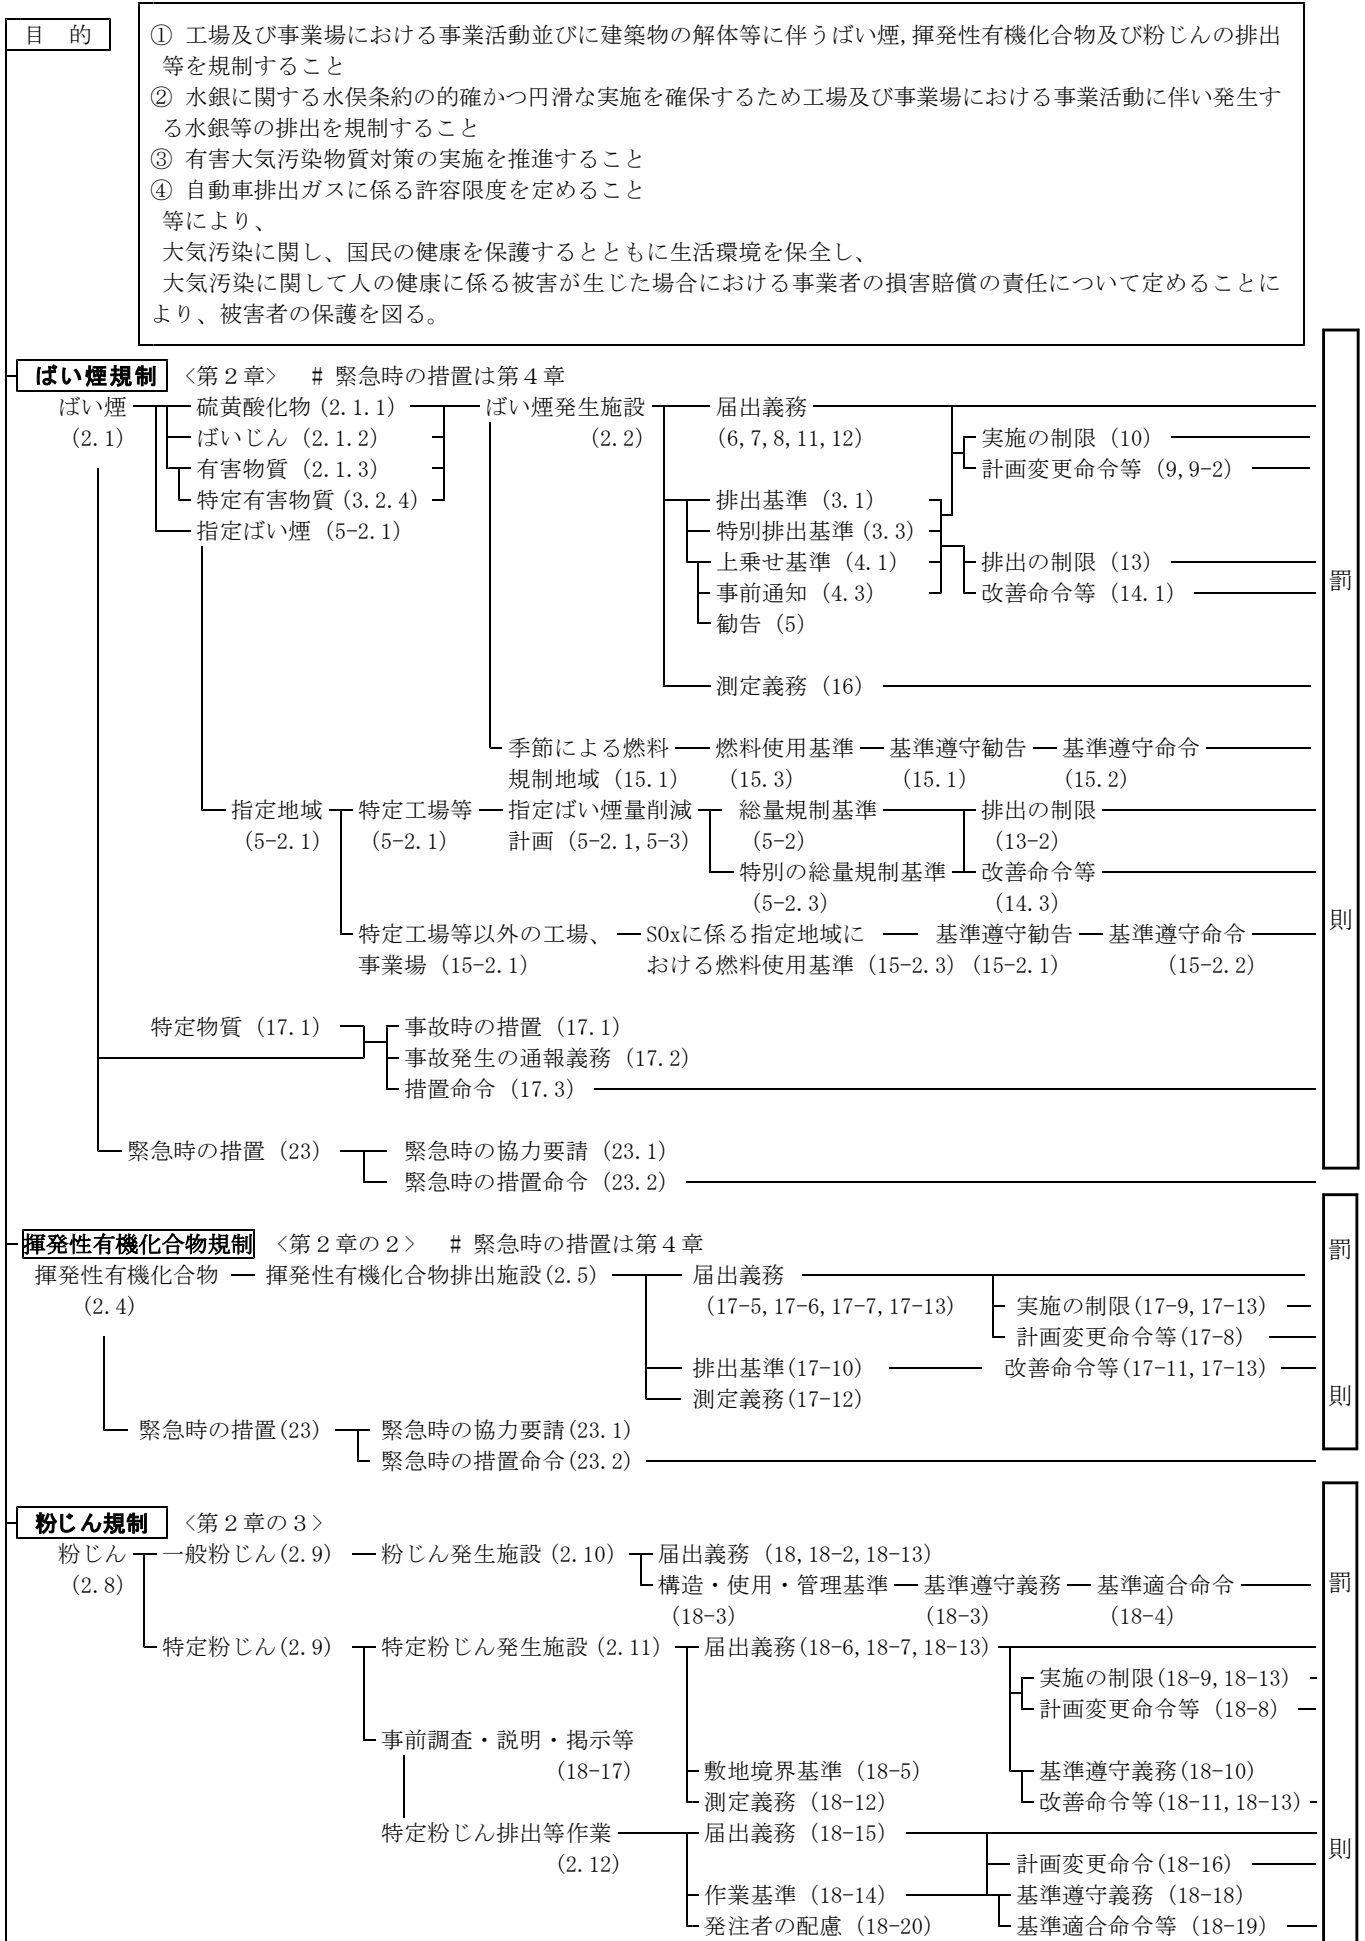 目 的
① 工場及び事業場における事業活動並びに建築物の解体等に伴うばい煙,揮発性有機化合物及び粉じんの排出
等を規制すること
② 水銀に関する水俣条約の的確かつ円滑な実施を確保するため工場及び事業場における事業活動に伴い発生す
る水銀等の排出を規制すること
③ 有害大気汚染物質対策の実施を推進すること
④ 自動車排出ガスに係る許容限度を定めること
等により、
大気汚染に関し、国民の健康を保護するとともに生活環境を保全し、
大気汚染に関して人の健康に係る被害が生じた場合における事業者の損害賠償の責任について定めることに
より、被害者の保護を図る。
ばい煙規制 <第2章> # 緊急時の措置は第4章
ばい煙 硫黄酸化物(2.1.1) ばい煙発生施設 届出義務
(2.1) ばいじん (2.1.2) (2.2) (6,7,8,11,12) 実施の制限 (10)
有害物質 (2.1.3) 計画変更命令等 (9,9-2)
特定有害物質(3.2.4) 排出基準 (3.1)
指定ばい煙 (5-2.1) 特別排出基準(3.3)
上乗せ基準 (4.1) 排出の制限 (13)
罰
事前通知 (4.3) 改善命令等 (14.1)
勧告 (5)
測定義務 (16)
季節による燃料 燃料使用基準 基準遵守勧告 基準遵守命令
規制地域 (15.1) (15.3) (15.1) (15.2)
指定地域 特定工場等 指定ばい煙量削減 総量規制基準 排出の制限
(5-2.1) (5-2.1) 計画 (5-2.1,5-3) (5-2) (13-2)
特別の総量規制基準 改善命令等
(5-2.3) (14.3)
則
特定工場等以外の工場、 SOxに係る指定地域に 基準遵守勧告 基準遵守命令
事業場 (15-2.1) おける燃料使用基準 (15-2.3) (15-2.1) (15-2.2)
特定物質 (17.1) 事故時の措置 (17.1)
事故発生の通報義務 (17.2)
措置命令 (17.3)
緊急時の措置 (23) 緊急時の協力要請 (23.1)
緊急時の措置命令 (23.2)
揮発性有機化合物規制 <第2章の2> # 緊急時の措置は第4章
罰
揮発性有機化合物 揮発性有機化合物排出施設(2.5) 届出義務
(2.4) (17-5,17-6,17-7,17-13) 実施の制限(17-9,17-13)
計画変更命令等(17-8)
排出基準(17-10) 改善命令等(17-11,17-13)
測定義務(17-12)
則
緊急時の措置(23) 緊急時の協力要請(23.1)
緊急時の措置命令(23.2)
粉じん規制 <第2章の3>
粉じん 一般粉じん(2.9) 粉じん発生施設 (2.10) 届出義務 (18,18-2,18-13)
(2.8) 構造・使用・管理基準 基準遵守義務 基準適合命令
罰
(18-3) (18-3) (18-4)
特定粉じん(2.9) 特定粉じん発生施設 (2.11) 届出義務(18-6,18-7,18-13)
実施の制限(18-9,18-13)
計画変更命令等 (18-8)
事前調査・説明・掲示等
(18-17) 敷地境界基準 (18-5) 基準遵守義務(18-10)
測定義務 (18-12) 改善命令等(18-11,18-13)
特定粉じん排出等作業 届出義務 (18-15)
則
(2.12) 計画変更命令(18-16)
作業基準 (18-14) 基準遵守義務 (18-18)
発注者の配慮 (18-20) 基準適合命令等 (18-19)